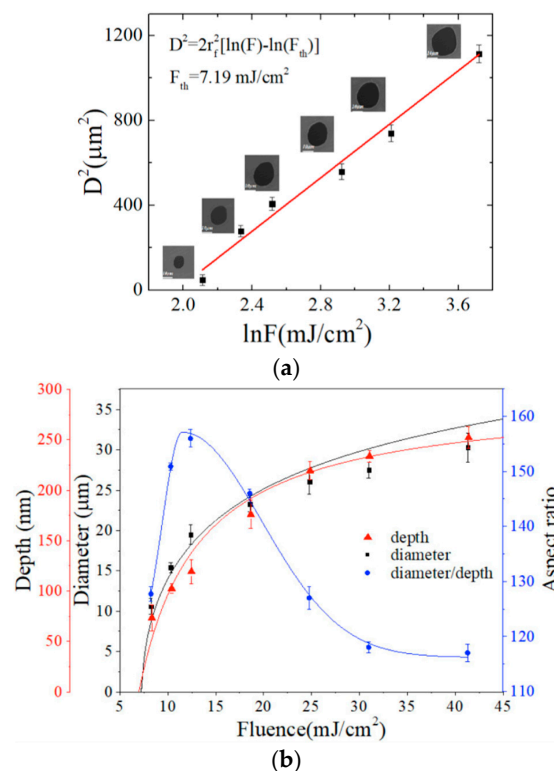 D²=2r_f²[ln(F)-ln(F_th)]
F_th=7.19 mJ/cm²
1200
800
400
0
D²(μm²)
2.0 2.4 2.8 3.2 3.6
lnF(mJ/cm²)
(a)
300
250
200
150
100
50
0
Depth (nm)
35
30
25
20
15
10
5
0
Diameter (μm)
depth
diameter
diameter/depth
160
150
140
130
120
110
Aspect ratio
5 10 15 20 25 30 35 40 45
Fluence(mJ/cm²)
(b)